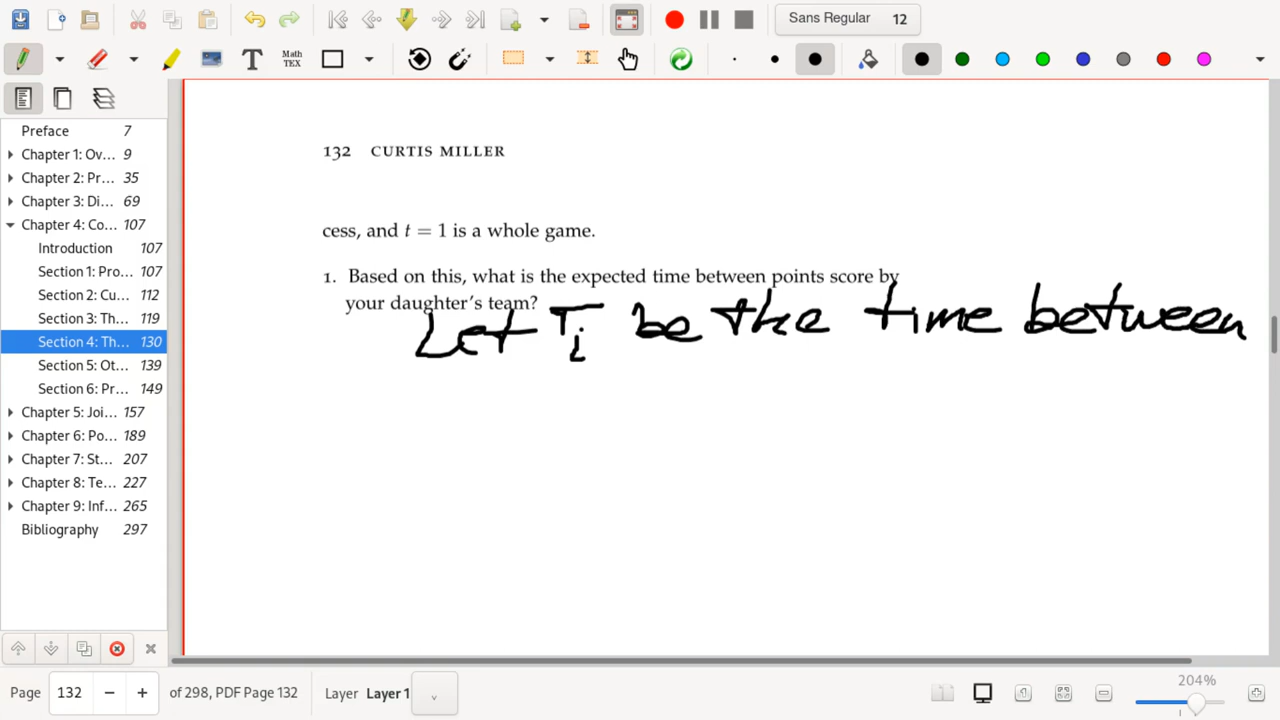 Sans Regular 12
Math
TEX
Preface 7
Chapter 1: Ov... 9
Chapter 2: Pr... 35
Chapter 3: Di... 69
Chapter 4: Co... 107
Introduction 107
Section 1: Pro... 107
Section 2: Cu... 112
Section 3: Th... 119
Section 4: Th... 130
Section 5: Ot... 139
Section 6: Pr... 149
Chapter 5: Joi... 157
Chapter 6: Po... 189
Chapter 7: St... 207
Chapter 8: Te... 227
Chapter 9: Inf... 265
Bibliography 297
132 CURTIS MILLER
cess, and t = 1 is a whole game.
1. Based on this, what is the expected time between points score by
your daughter's team?
Let Ti be the time between
Page 132 of 298, PDF Page 132 Layer Layer 1
204%